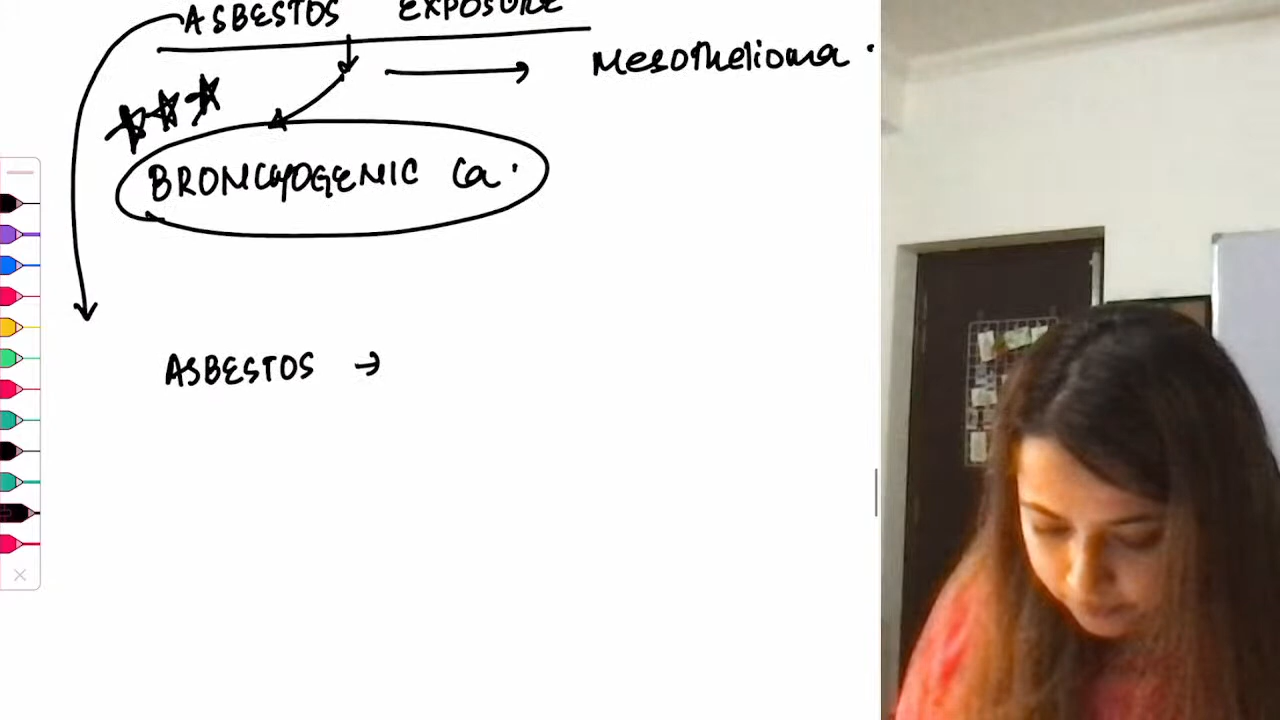 ASBESTOS EXPOSURE
Mesothelioma.
BRONCHOGENIC Ca.
ASBESTOS →